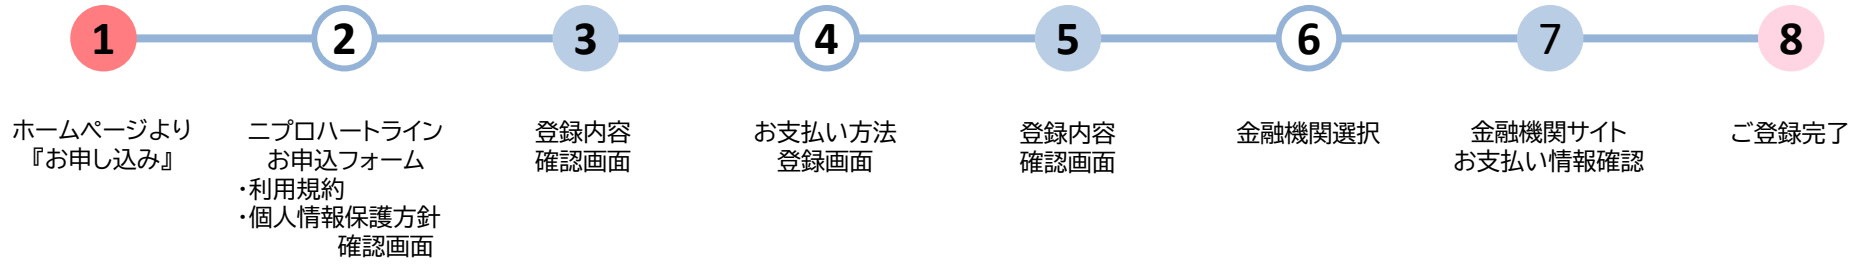 1
2
3
4
5
6
7
8
ホームページより
『お申し込み』
ニプロハートライン
お申込フォーム
・利用規約
・個人情報保護方針
確認画面
登録内容
確認画面
お支払い方法
登録画面
登録内容
確認画面
金融機関選択
金融機関サイト
お支払い情報確認
ご登録完了